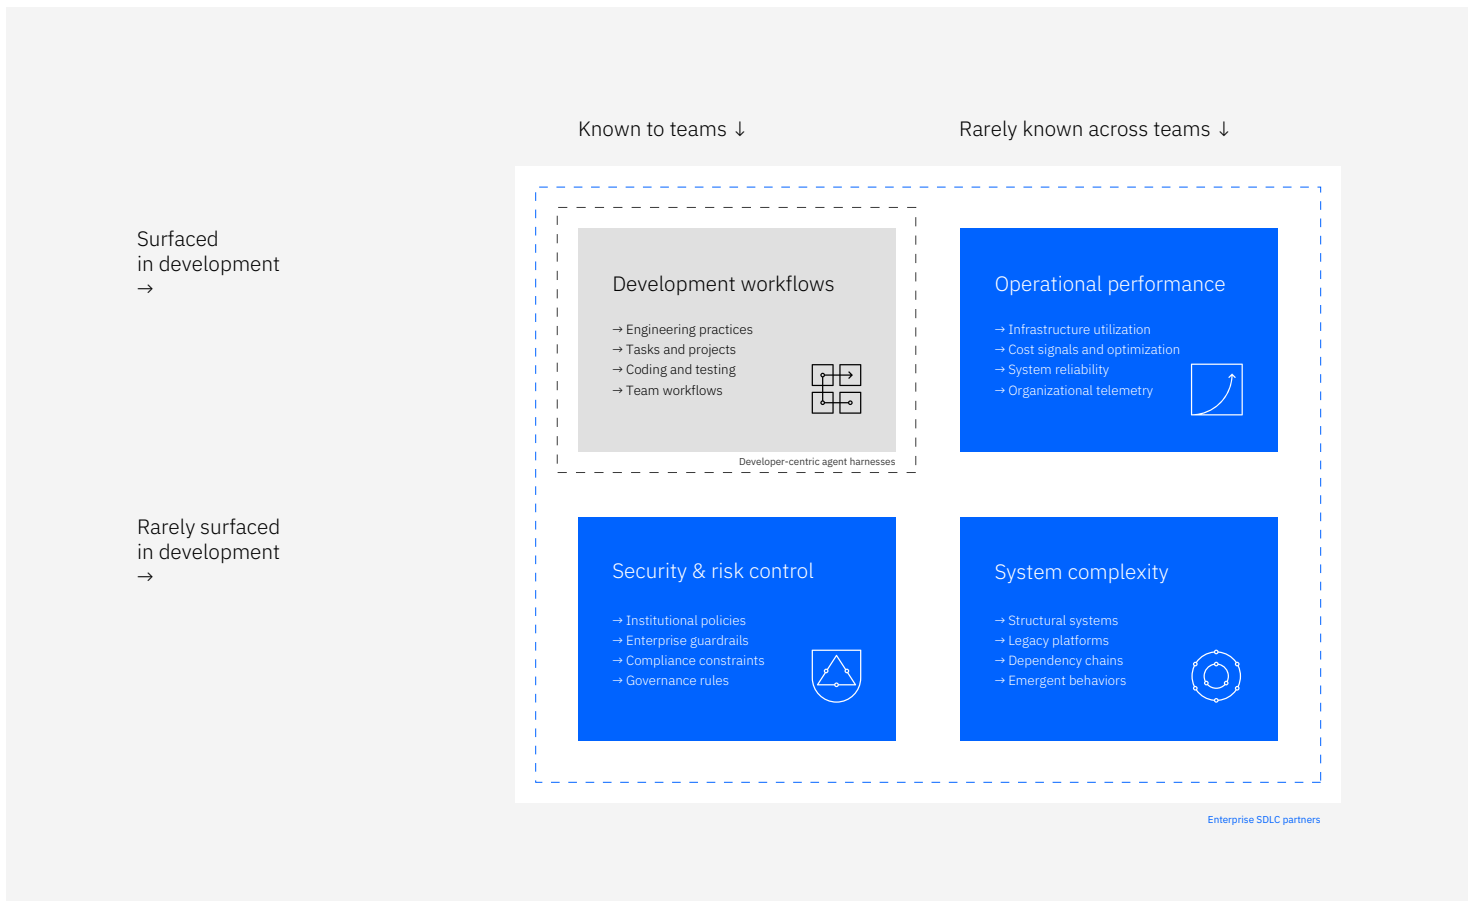 Known to teams ↓
Rarely known across teams ↓
Surfaced
in development
→
Development workflows
→ Engineering practices
→ Tasks and projects
→ Coding and testing
→ Team workflows
Developer-centric agent harnesses
Operational performance
→ Infrastructure utilization
→ Cost signals and optimization
→ System reliability
→ Organizational telemetry
Rarely surfaced
in development
→
Security & risk control
→ Institutional policies
→ Enterprise guardrails
→ Compliance constraints
→ Governance rules
System complexity
→ Structural systems
→ Legacy platforms
→ Dependency chains
→ Emergent behaviors
Enterprise SDLC partners